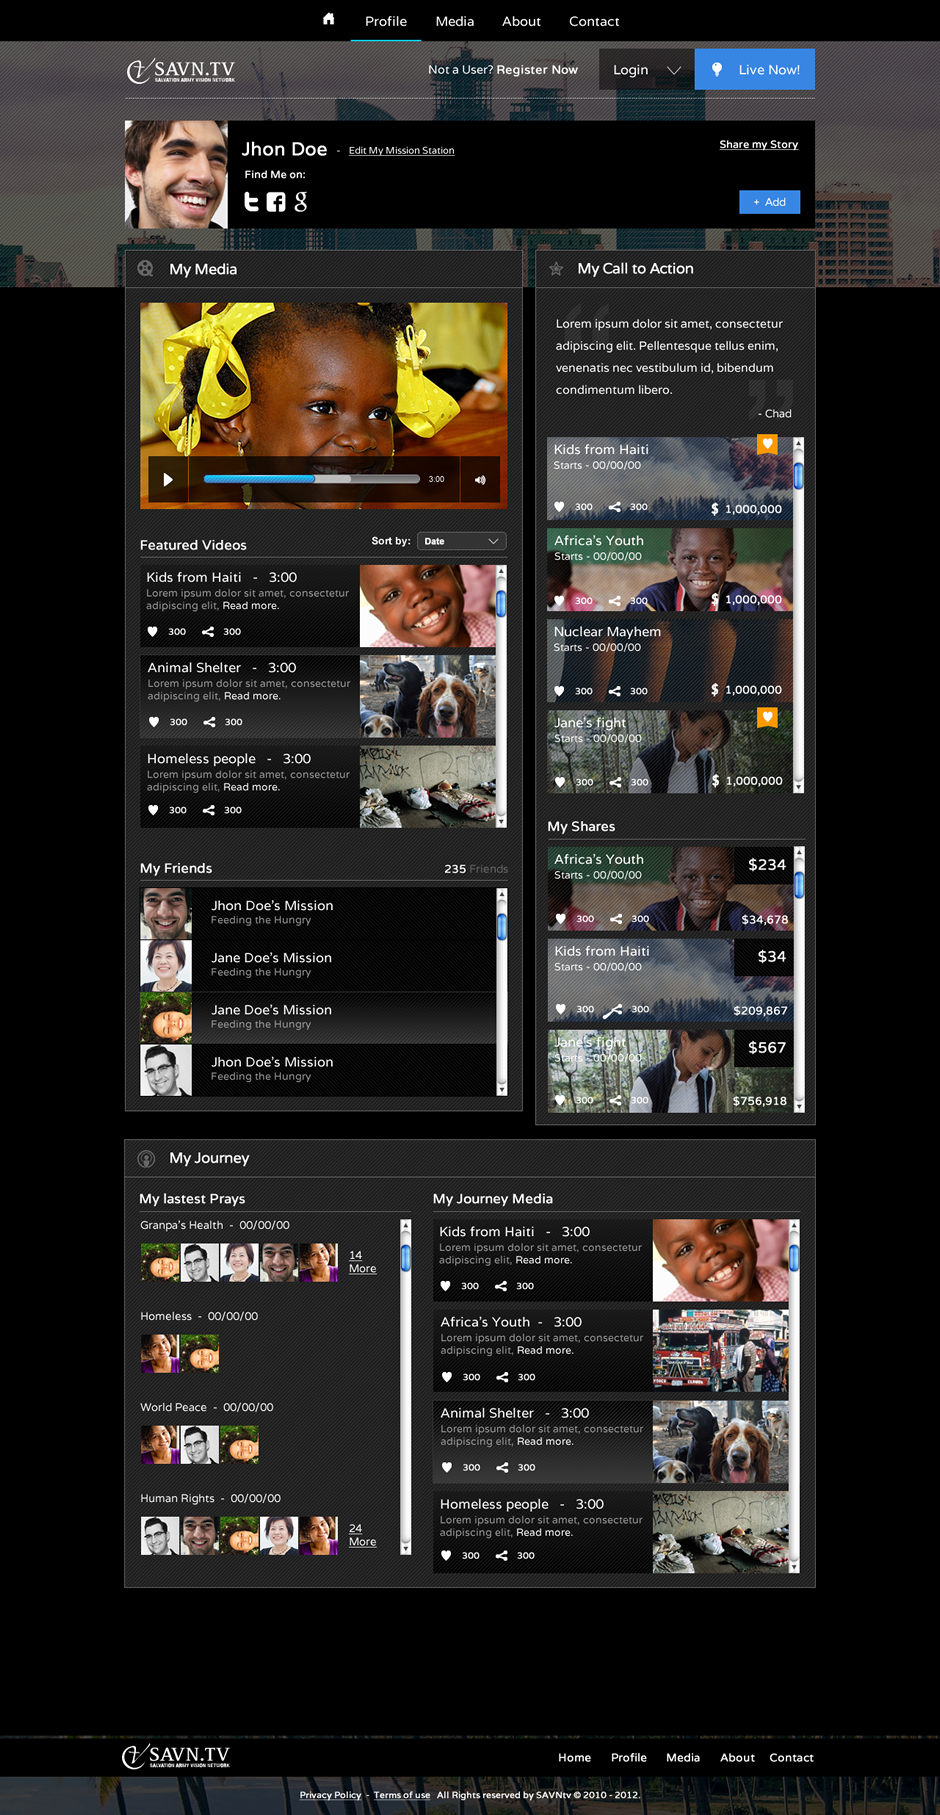 Profile Media About Contact
SAVN.TV
SALVATION ARMY VISION NETWORK
Not a User? Register Now
Login
Live Now!
Jhon Doe - Edit My Mission Station
Share my Story
Find Me on:
+ Add
My Media
3:00
Featured Videos
Sort by: Date
Kids from Haiti - 3:00
Lorem ipsum dolor sit amet, consectetur
adipiscing elit, Read more.
300 300
Animal Shelter - 3:00
Lorem ipsum dolor sit amet, consectetur
adipiscing elit, Read more.
300 300
Homeless people - 3:00
Lorem ipsum dolor sit amet, consectetur
adipiscing elit, Read more.
300 300
My Friends
235 Friends
Jhon Doe's Mission
Feeding the Hungry
Jane Doe's Mission
Feeding the Hungry
Jane Doe's Mission
Feeding the Hungry
Jhon Doe's Mission
Feeding the Hungry
My Call to Action
Lorem ipsum dolor sit amet, consectetur
adipiscing elit. Pellentesque tellus enim,
venenatis nec vestibulum id, bibendum
condimentum libero.
- Chad
Kids from Haiti
Starts - 00/00/00
300 300 $ 1,000,000
Africa's Youth
Starts - 00/00/00
300 300 $ 1,000,000
Nuclear Mayhem
Starts - 00/00/00
300 300 $ 1,000,000
Jane's fight
Starts - 00/00/00
300 300 $ 1,000,000
My Shares
Africa's Youth
Starts - 00/00/00
$234
300 300 $34,678
Kids from Haiti
Starts - 00/00/00
$34
300 300 $209,867
Jane's fight
Starts - 00/00/00
$567
300 300 $756,918
My Journey
My lastest Prays
Granpa's Health - 00/00/00
14
More
Homeless - 00/00/00
World Peace - 00/00/00
Human Rights - 00/00/00
24
More
My Journey Media
Kids from Haiti - 3:00
Lorem ipsum dolor sit amet, consectetur
adipiscing elit, Read more.
300 300
Africa's Youth - 3:00
Lorem ipsum dolor sit amet, consectetur
adipiscing elit, Read more.
300 300
Animal Shelter - 3:00
Lorem ipsum dolor sit amet, consectetur
adipiscing elit, Read more.
300 300
Homeless people - 3:00
Lorem ipsum dolor sit amet, consectetur
adipiscing elit, Read more.
300 300
SAVN.TV
SALVATION ARMY VISION NETWORK
Home Profile Media About Contact
Privacy Policy - Terms of use All Rights reserved by SAVNtv © 2010 - 2012.